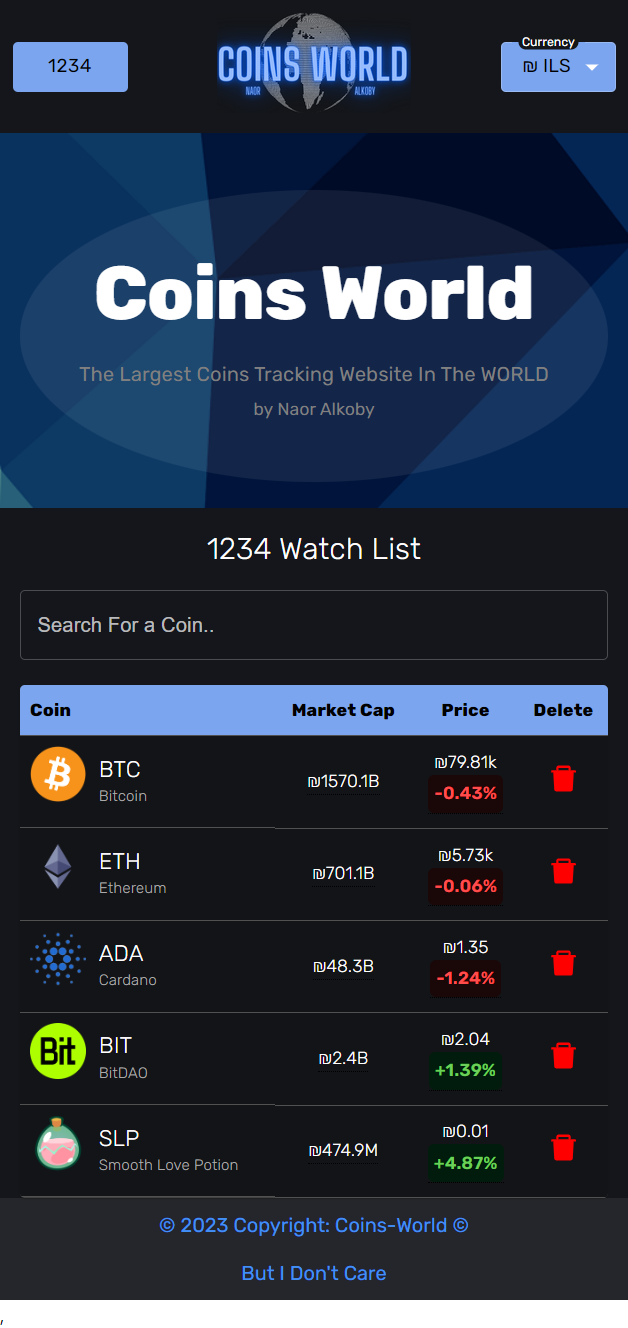 1234
COINS WORLD
NAOR ALKOBY
Currency
₪ ILS
Coins World
The Largest Coins Tracking Website In The WORLD
by Naor Alkoby
1234 Watch List
Search For a Coin..
Coin Market Cap Price Delete
BTC
Bitcoin
₪1570.1B
₪79.81k
-0.43%
ETH
Ethereum
₪701.1B
₪5.73k
-0.06%
ADA
Cardano
₪48.3B
₪1.35
-1.24%
Bit
BIT
BitDAO
₪2.4B
₪2.04
+1.39%
SLP
Smooth Love Potion
₪474.9M
₪0.01
+4.87%
© 2023 Copyright: Coins-World ©
But I Don't Care
,